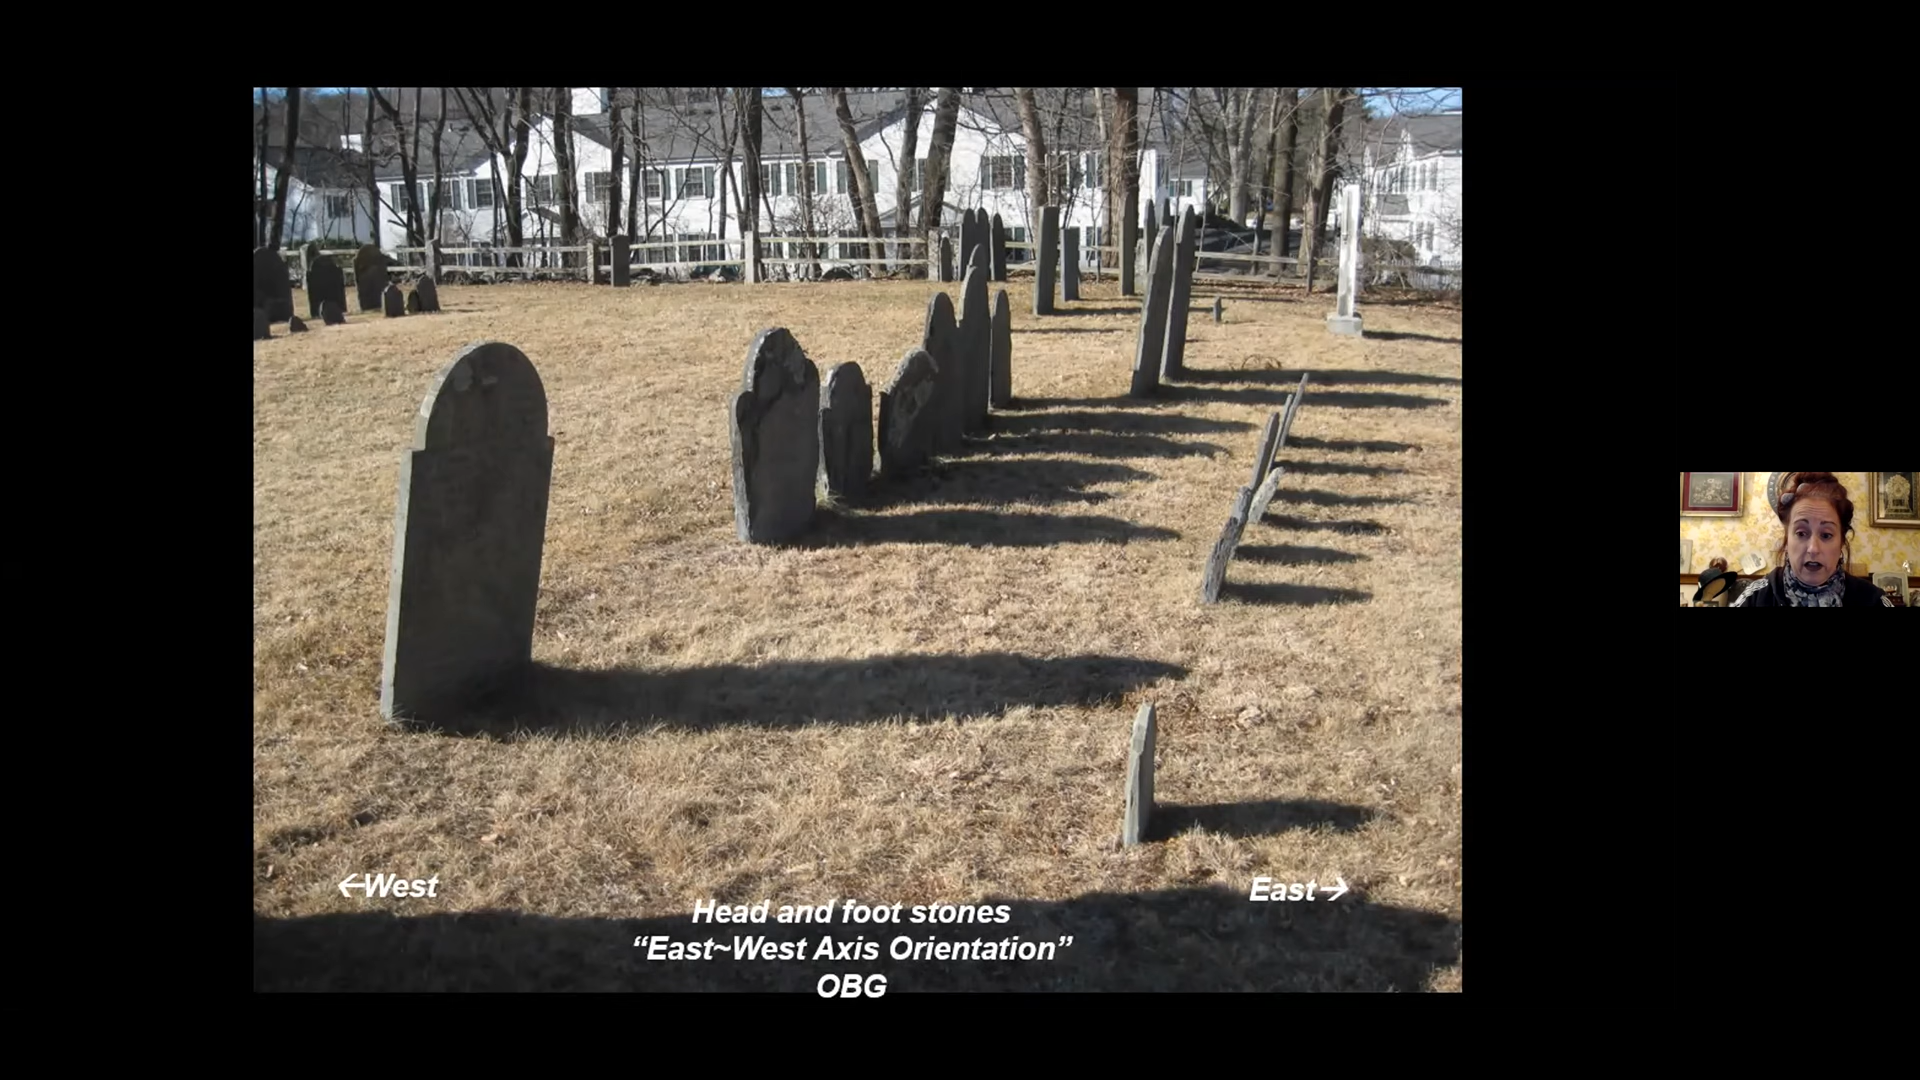 ←West
East→
Head and foot stones
“East~West Axis Orientation”
OBG